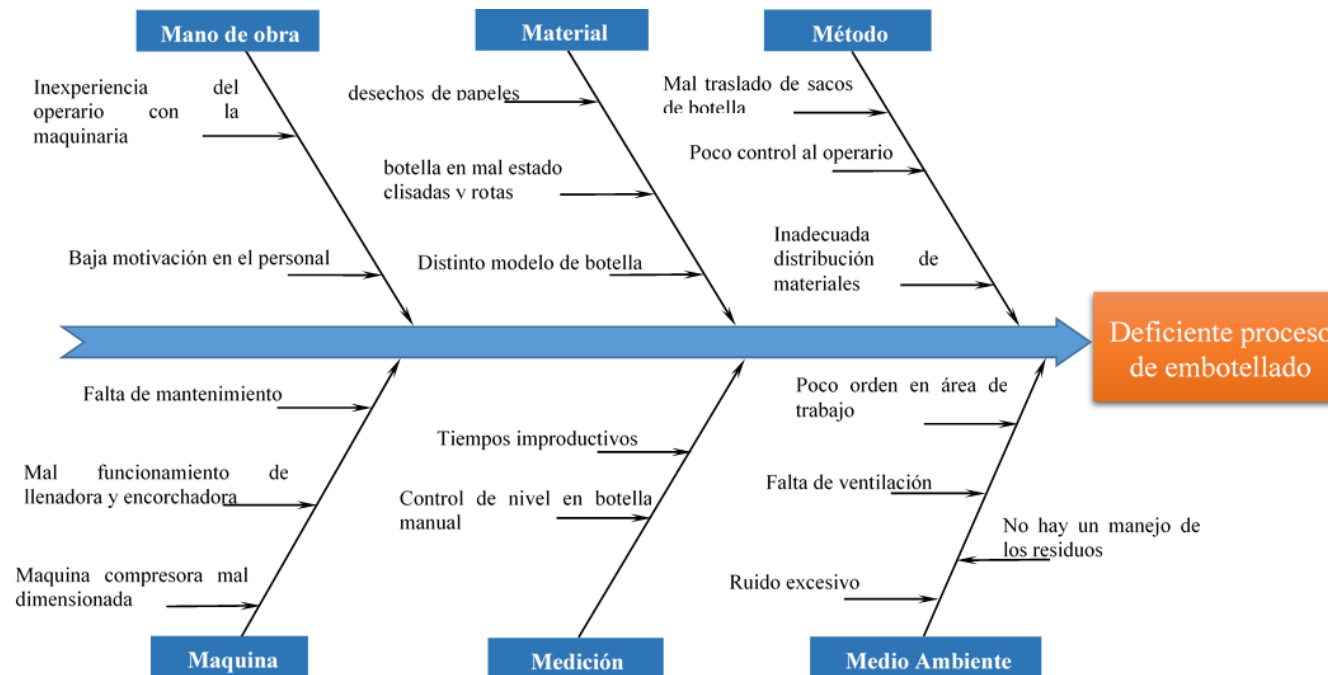 Mano de obra
Material
Método
Inexperiencia del
operario con la
maquinaria
Baja motivación en el personal
desechos de papeles
botella en mal estado
clisadas y rotas
Distinto modelo de botella
Mal traslado de sacos
de botella
Poco control al operario
Inadecuada
distribución de
materiales
Deficiente proceso
de embotellado
Falta de mantenimiento
Mal funcionamiento de
llenadora y encorchadora
Maquina compresora mal
dimensionada
Tiempos improductivos
Control de nivel en botella
manual
Poco orden en área de
trabajo
Falta de ventilación
No hay un manejo de
los residuos
Ruido excesivo
Maquina
Medición
Medio Ambiente